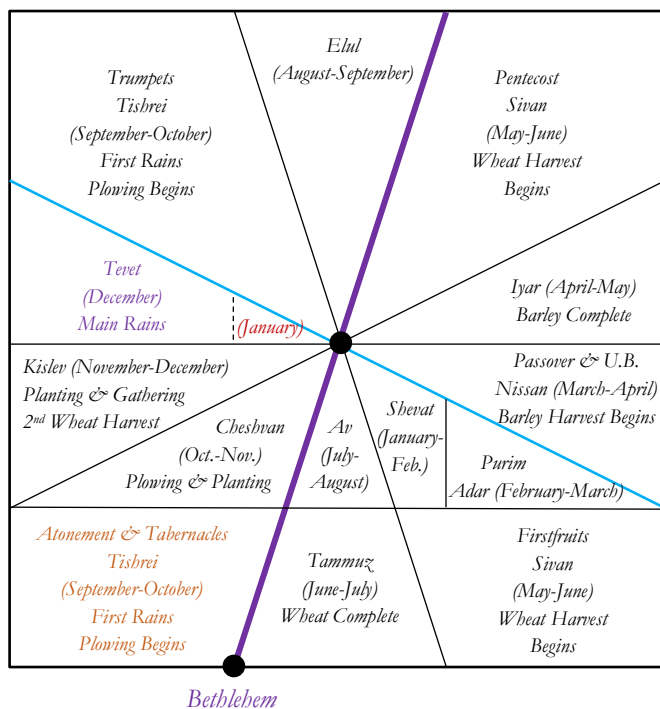 Elul
(August-September)
Trumpets
Tishrei
(September-October)
First Rains
Plowing Begins
Pentecost
Sivan
(May-June)
Wheat Harvest
Begins
Tevet
(December)
Main Rains
(January)
Iyar (April-May)
Barley Complete
Kislev (November-December)
Planting & Gathering
2nd Wheat Harvest
Passover & U.B.
Nissan (March-April)
Barley Harvest Begins
Cheshvan
(Oct.-Nov.)
Plowing & Planting
Av
(July-
August)
Shevat
(January-
Feb.)
Purim
Adar (February-March)
Atonement & Tabernacles
Tishrei
(September-October)
First Rains
Plowing Begins
Tammuz
(June-July)
Wheat Complete
Firstfruits
Sivan
(May-June)
Wheat Harvest
Begins
Bethlehem